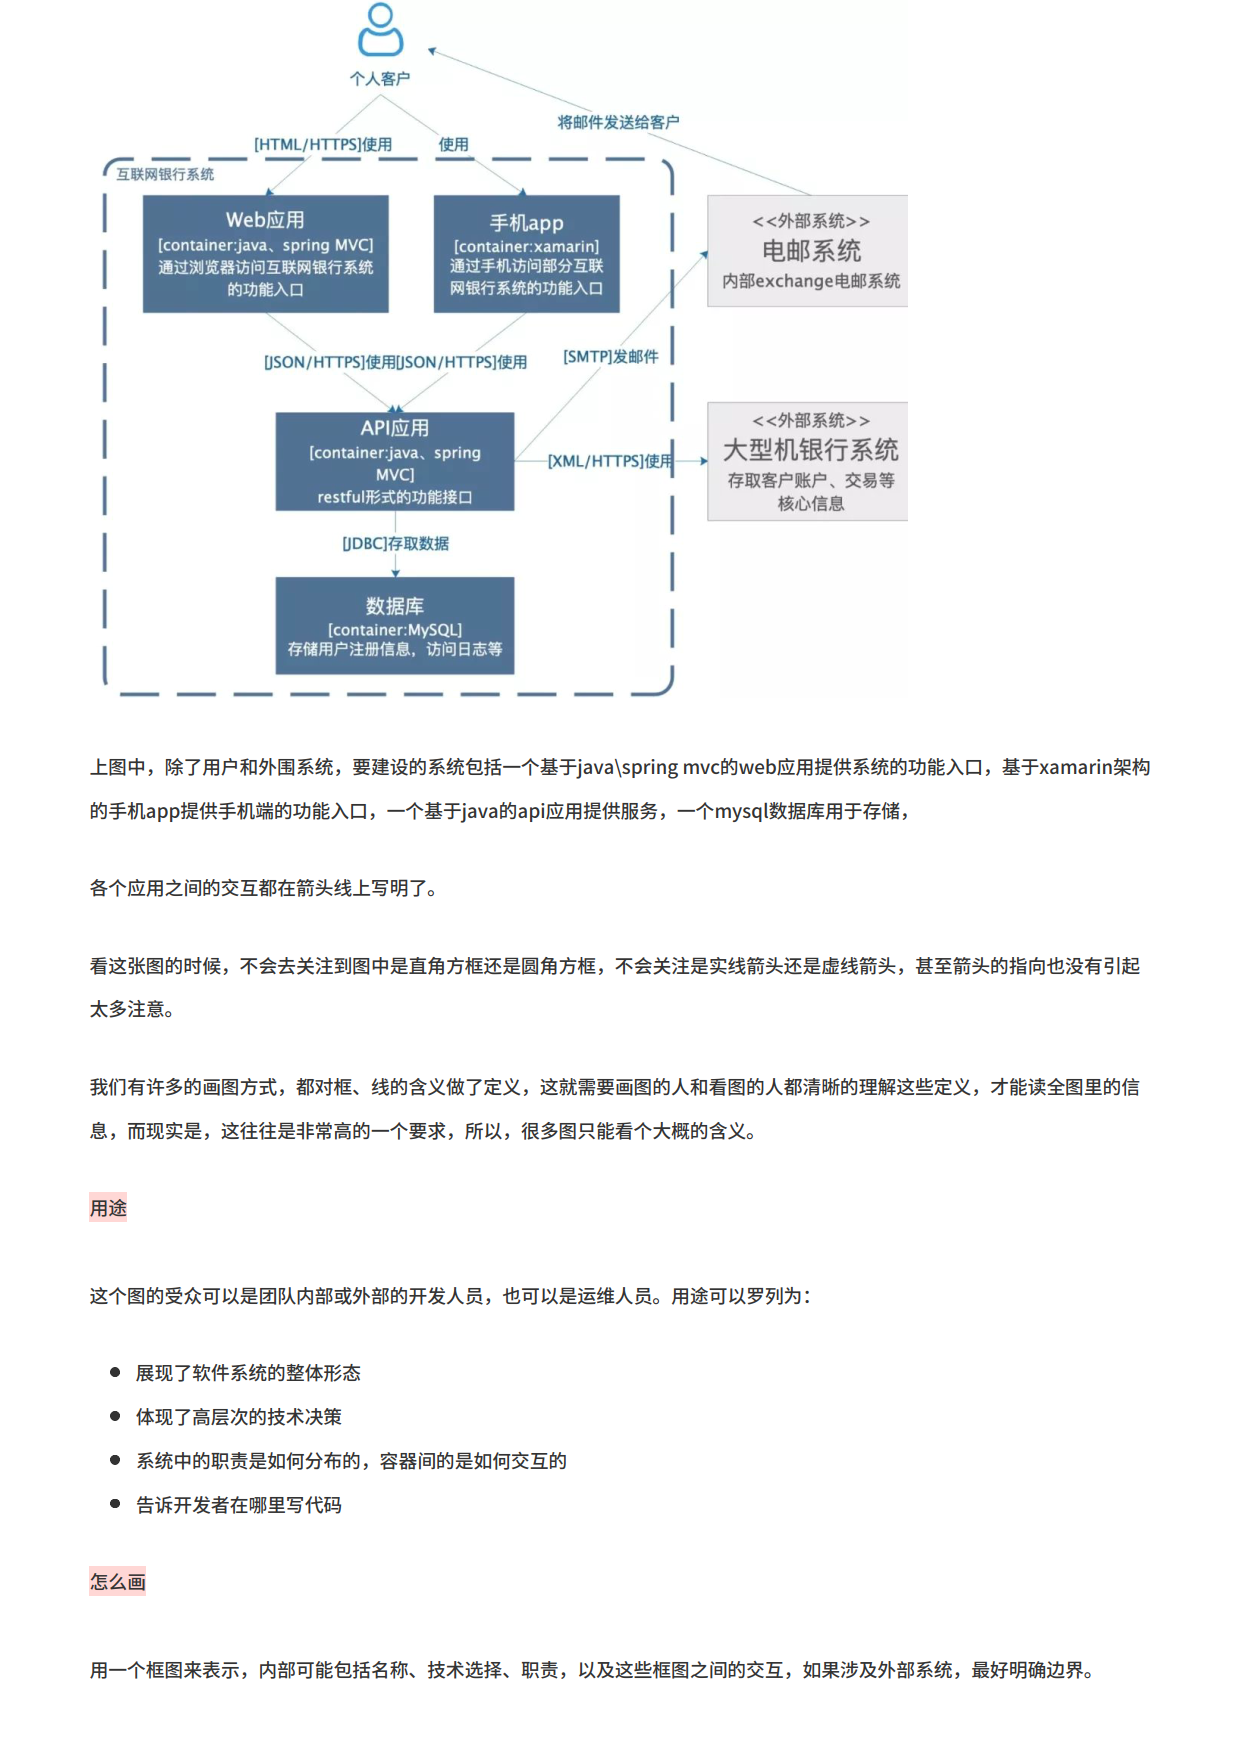 个人客户
将邮件发送给客户
[HTML/HTTPS]使用
使用
互联网银行系统
Web应用
[container:java、spring MVC]
通过浏览器访问互联网银行系统
的功能入口
手机app
[container:xamarin]
通过手机访问部分互联
网银行系统的功能入口
<<外部系统>>
电邮系统
内部exchange电邮系统
[JSON/HTTPS]使用
[JSON/HTTPS]使用
[SMTP]发邮件
API应用
[container:java、spring
MVC]
restful形式的功能接口
[XML/HTTPS]使用
<<外部系统>>
大型机银行系统
存取客户账户、交易等
核心信息
[JDBC]存取数据
数据库
[container:MySQL]
存储用户注册信息，访问日志等
上图中，除了用户和外围系统，要建设的系统包括一个基于java\spring mvc的web应用提供系统的功能入口，基于xamarin架构
的手机app提供手机端的功能入口，一个基于java的api应用提供服务，一个mysql数据库用于存储，
各个应用之间的交互都在箭头线上写明了。
看这张图的时候，不会去关注到图中是直角方框还是圆角方框，不会关注是实线箭头还是虚线箭头，甚至箭头的指向也没有引起
太多注意。
我们有许多的画图方式，都对框、线的含义做了定义，这就需要画图的人和看图的人都清晰的理解这些定义，才能读全图里的信
息，而现实是，这往往是非常高的一个要求，所以，很多图只能看个大概的含义。
用途
这个图的受众可以是团队内部或外部的开发人员，也可以是运维人员。用途可以罗列为：
● 展现了软件系统的整体形态
● 体现了高层次的技术决策
● 系统中的职责是如何分布的，容器间的是如何交互的
● 告诉开发者在哪里写代码
怎么画
用一个框图来表示，内部可能包括名称、技术选择、职责，以及这些框图之间的交互，如果涉及外部系统，最好明确边界。